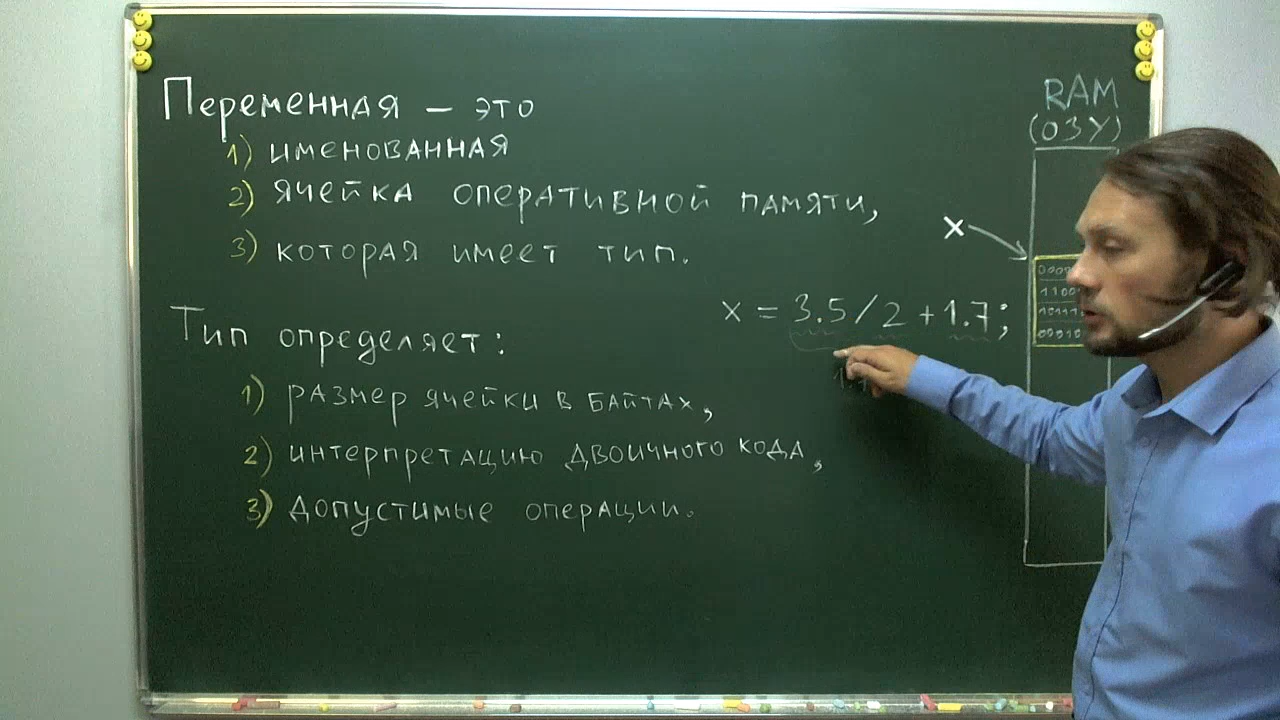 Переменная — это
1) именованная
2) ячейка оперативной памяти,
3) которая имеет тип.
Тип определяет:
1) размер ячейки в байтах,
2) интерпретацию двоичного кода,
3) допустимые операции.
x = 3.5/2 + 1.7;
RAM
(ОЗУ)
x